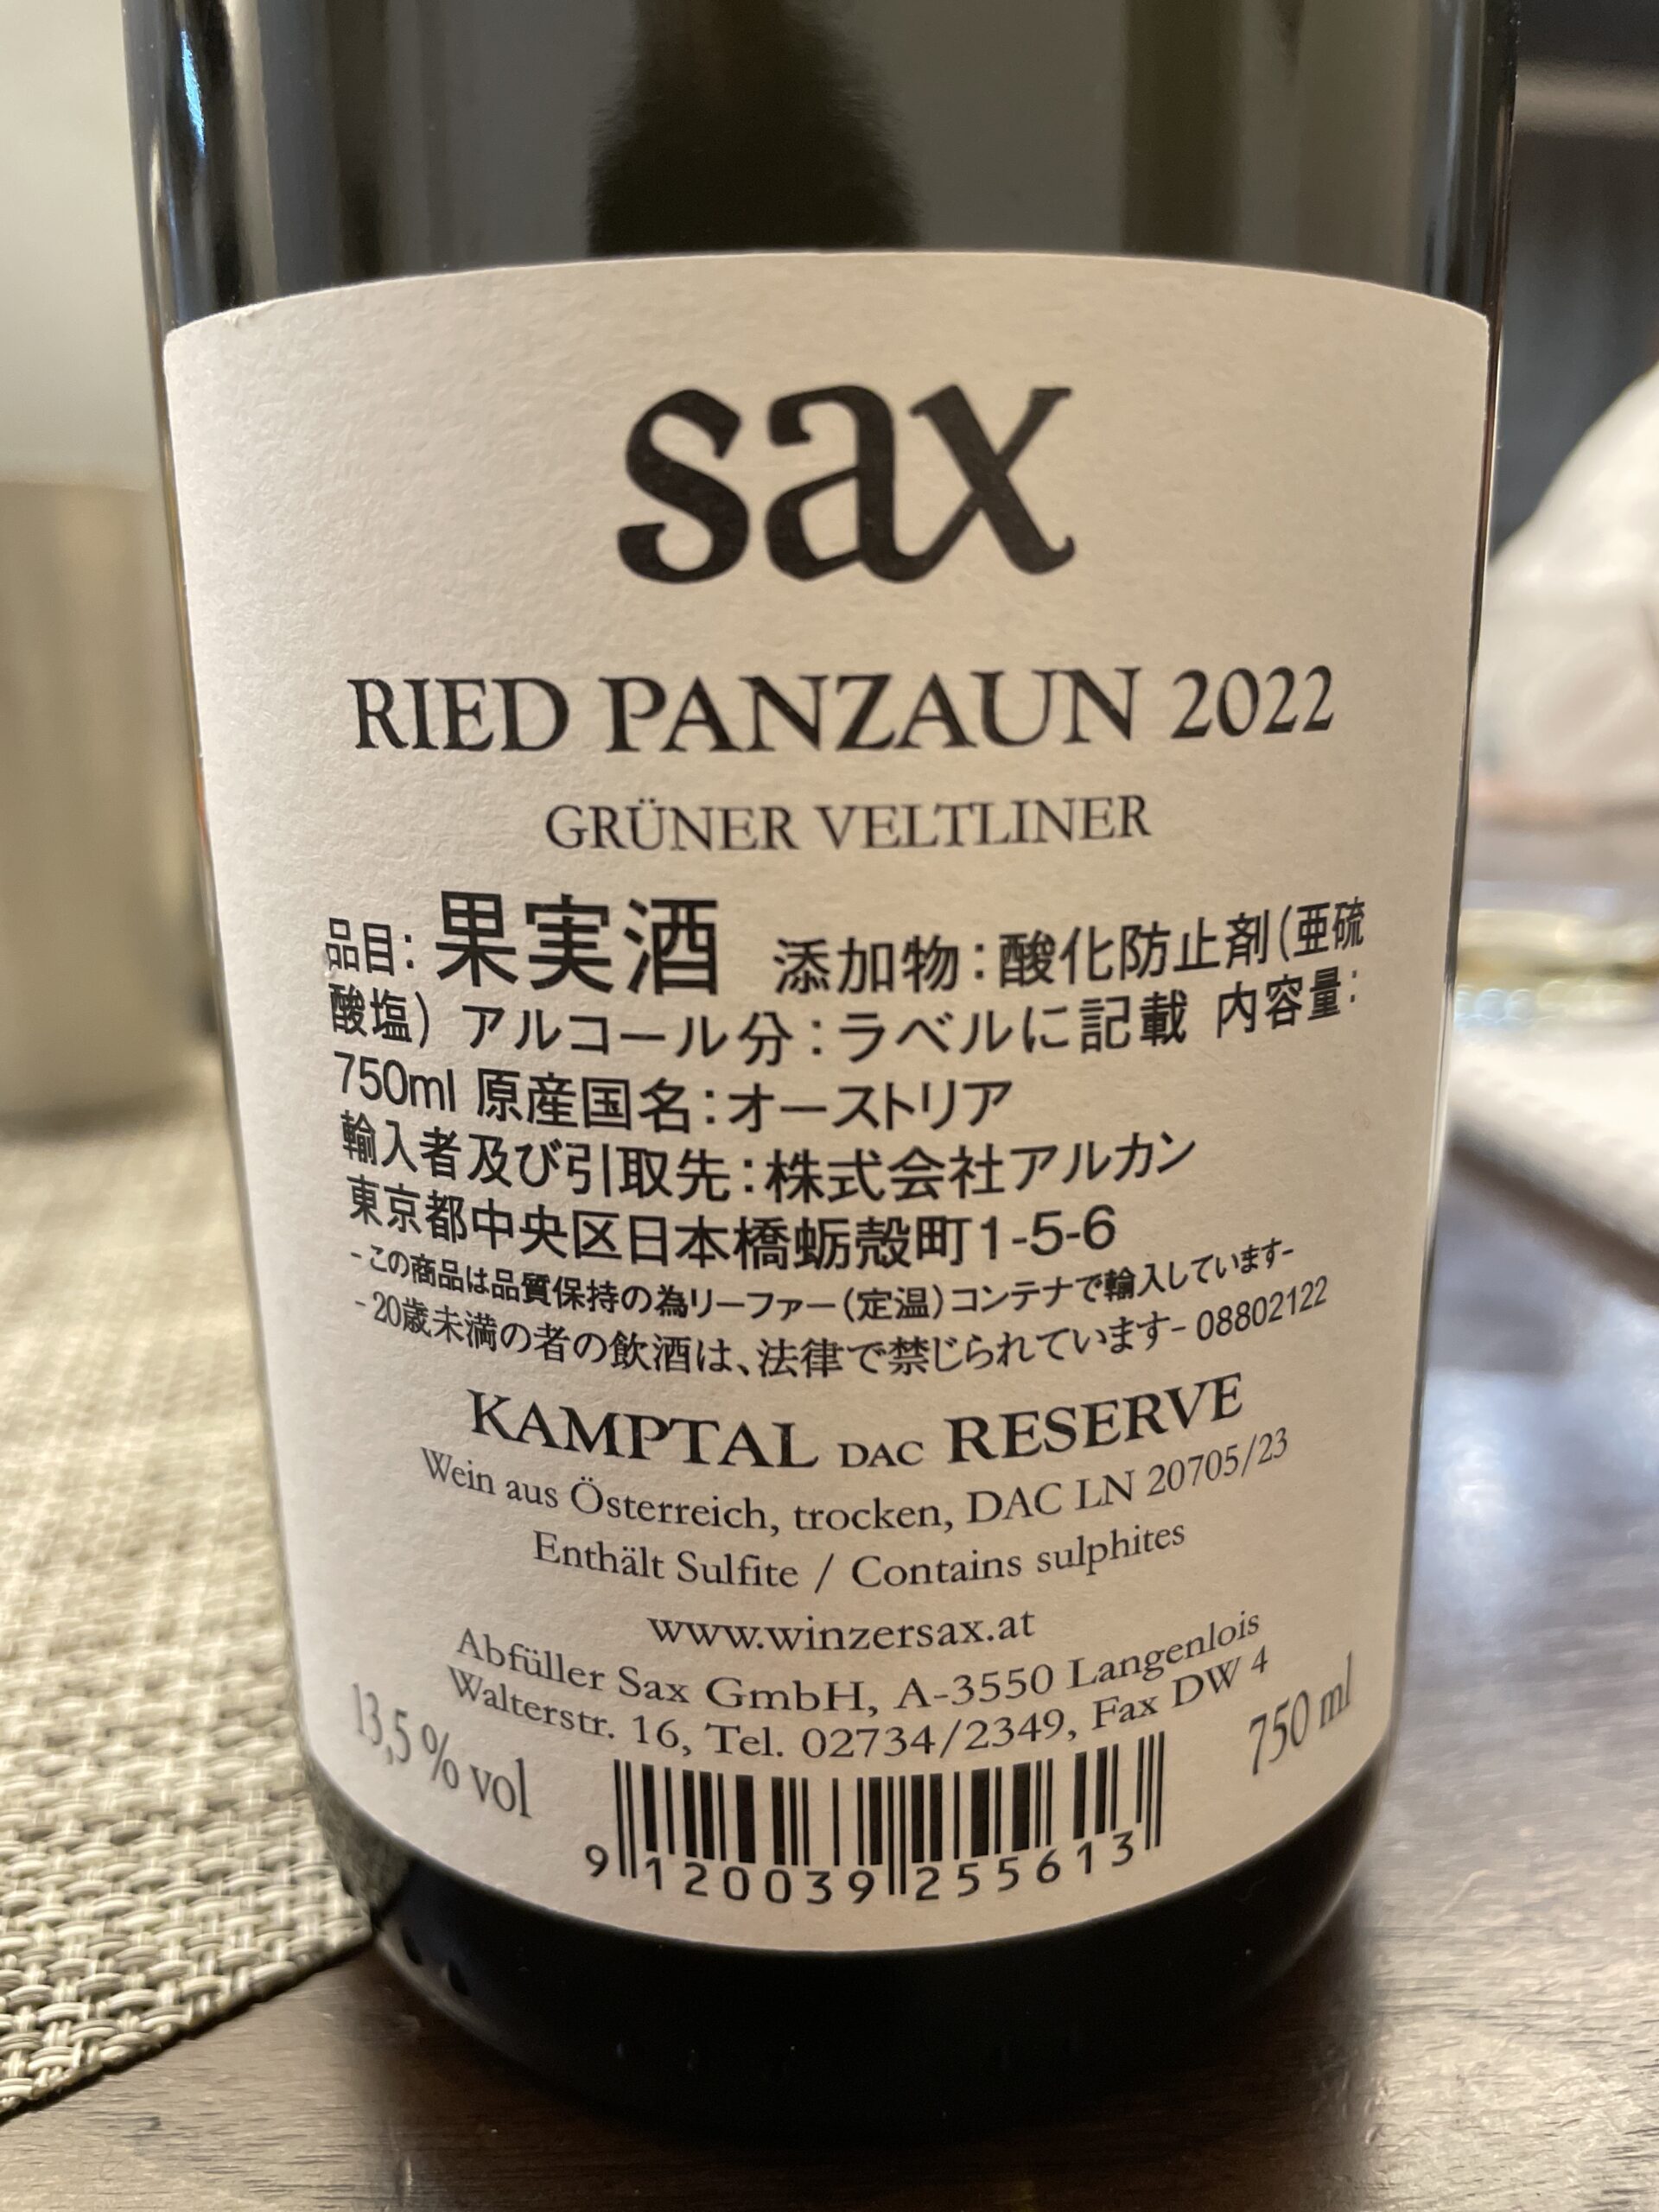 sax
RIED PANZAUN 2022
GRÜNER VELTLINER
品目：果実酒 添加物：酸化防止剤（亜硫
酸塩） アルコール分：ラベルに記載 内容量：
750ml 原産国名：オーストリア
輸入者及び引取先：株式会社アルカン
東京都中央区日本橋蛎殻町1-5-6
-この商品は品質保持の為リーファー（定温）コンテナで輸入しています-
-20歳未満の者の飲酒は、法律で禁じられています- 08802122
KAMPTAL DAC RESERVE
Wein aus Österreich, trocken, DAC LN 20705/23
Enthält Sulfite / Contains sulphites
www.winzersax.at
Abfüller Sax GmbH, A-3550 Langenlois
Walterstr. 16, Tel. 02734/2349, Fax DW 4
13,5 % vol
750 ml
9 120039 255613